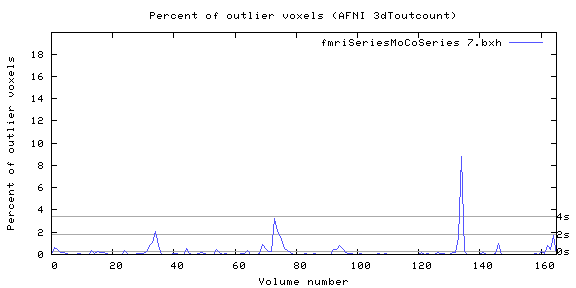 Percent of outlier voxels (AFNI 3dToutcount)
fmriSeriesMoCoSeries 7.bxh
Percent of outlier voxels
18
16
14
12
10
8
6
4
2
0
4s
2s
0s
0 20 40 60 80 100 120 140 160
Volume number